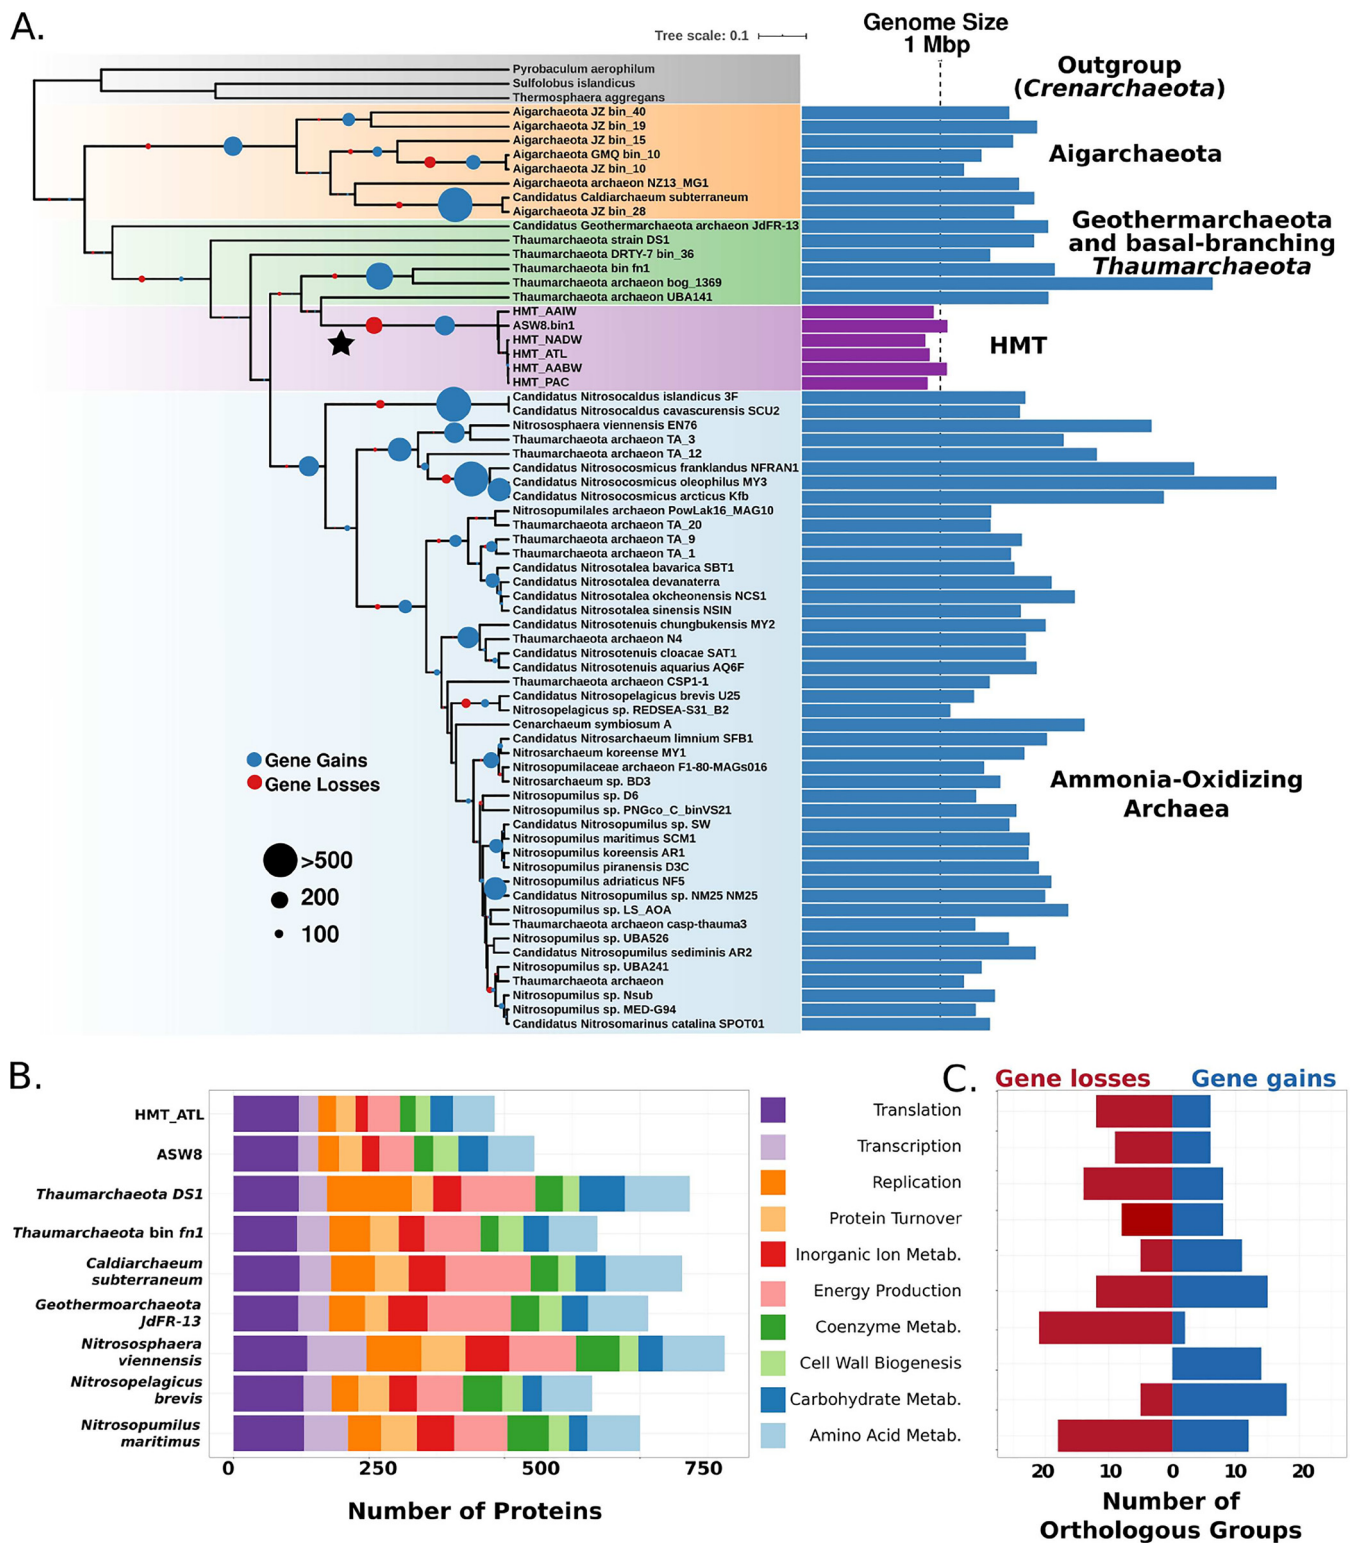 A.
Tree scale: 0.1
Genome Size
1 Mbp
Pyrobaculum aerophilum
Sulfolobus islandicus
Thermosphaera aggregans
Outgroup
(Crenarchaeota)
Aigarchaeota JZ bin_40
Aigarchaeota JZ bin_19
Aigarchaeota JZ bin_15
Aigarchaeota GMQ bin_10
Aigarchaeota JZ bin_10
Aigarchaeota archaeon NZ13_MG1
Candidatus Caldiarchaeum subterraneum
Aigarchaeota JZ bin_28
Aigarchaeota
Candidatus Geothermarchaeota archaeon JdFR-13
Thaumarchaeota strain DS1
Thaumarchaeota DRTY-7 bin_36
Thaumarchaeota bin fn1
Thaumarchaeota archaeon bog_1369
Thaumarchaeota archaeon UBA141
Geothermarchaeota
and basal-branching
Thaumarchaeota
HMT_AAIW
ASW8.bin1
HMT_NADW
HMT_ATL
HMT_AABW
HMT_PAC
HMT
Candidatus Nitrosocaldus islandicus 3F
Candidatus Nitrosocaldus cavascurensis SCU2
Nitrososphaera viennensis EN76
Thaumarchaeota archaeon TA_3
Thaumarchaeota archaeon TA_12
Candidatus Nitrosocosmicus franklandus NFRAN1
Candidatus Nitrosocosmicus oleophilus MY3
Candidatus Nitrosocosmicus arcticus Kfb
Nitrosopumilales archaeon PowLak16_MAG10
Thaumarchaeota archaeon TA_20
Thaumarchaeota archaeon TA_9
Thaumarchaeota archaeon TA_1
Candidatus Nitrosotalea bavarica SBT1
Candidatus Nitrosotalea devanaterra
Candidatus Nitrosotalea okcheonensis NCS1
Candidatus Nitrosotalea sinensis NSIN
Candidatus Nitrosotenuis chungbukensis MY2
Thaumarchaeota archaeon N4
Candidatus Nitrosotenuis cloacae SAT1
Candidatus Nitrosotenuis aquarius AQ6F
Thaumarchaeota archaeon CSP1-1
Candidatus Nitrosopelagicus brevis U25
Nitrosopelagicus sp. REDSEA-S31_B2
Cenarchaeum symbiosum A
Candidatus Nitrosarchaeum limnium SFB1
Nitrosarchaeum koreense MY1
Nitrosopumilaceae archaeon F1-80-MAGs016
Nitrosarchaeum sp. BD3
Nitrosopumilus sp. D6
Nitrosopumilus sp. PNGco_C_binVS21
Candidatus Nitrosopumilus sp. SW
Nitrosopumilus maritimus SCM1
Nitrosopumilus koreensis AR1
Nitrosopumilus piranensis D3C
Nitrosopumilus adriaticus NF5
Candidatus Nitrosopumilus sp. NM25 NM25
Nitrosopumilus sp. LS_AOA
Thaumarchaeota archaeon casp-thauma3
Nitrosopumilus sp. UBA526
Candidatus Nitrosopumilus sediminis AR2
Nitrosopumilus sp. UBA241
Thaumarchaeota archaeon
Nitrosopumilus sp. Nsub
Nitrosopumilus sp. MED-G94
Candidatus Nitrosomarinus catalina SPOT01
Ammonia-Oxidizing
Archaea
Gene Gains
Gene Losses
>500
200
100
B.
HMT_ATL
ASW8
Thaumarchaeota DS1
Thaumarchaeota bin fn1
Caldiarchaeum
subterraneum
Geothermoarchaeota
JdFR-13
Nitrososphaera
viennensis
Nitrosopelagicus
brevis
Nitrosopumilus
maritimus
0 250 500 750
Number of Proteins
Translation
Transcription
Replication
Protein Turnover
Inorganic Ion Metab.
Energy Production
Coenzyme Metab.
Cell Wall Biogenesis
Carbohydrate Metab.
Amino Acid Metab.
C.
Gene losses Gene gains
20 10 0 10 20
Number of
Orthologous Groups